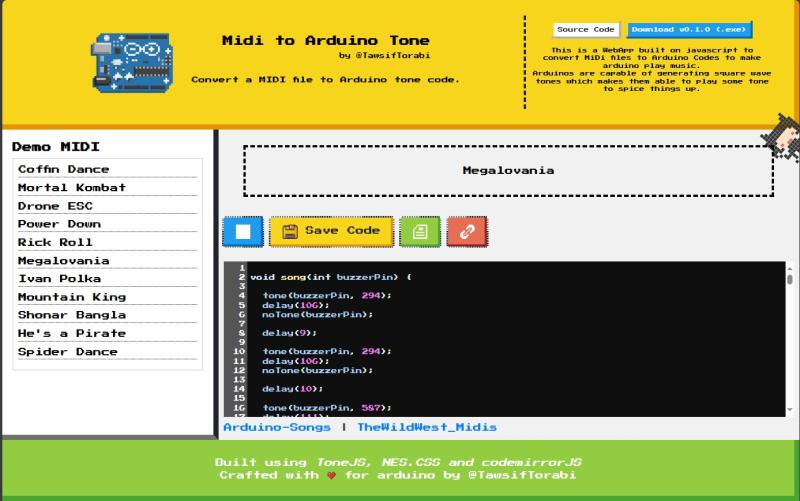 Midi to Arduino Tone
by @TawsifTorabi
Convert a MIDI file to Arduino tone code.
Source Code
Download v0.1.0 (.exe)
This is a WebApp built on javascript to
convert MiDi files to Arduino Codes to make
arduino play music.
Arduinos are capable of generating square wave
tones which makes them able to play some tone
to spice things up.
Demo MIDI
Coffin Dance
Mortal Kombat
Drone ESC
Power Down
Rick Roll
Megalovania
Ivan Polka
Mountain King
Shonar Bangla
He's a Pirate
Spider Dance
Megalovania
Save Code
1
2 void song(int buzzerPin) {
3
4 tone(buzzerPin, 294);
5 delay(106);
6 noTone(buzzerPin);
7
8 delay(9);
9
10 tone(buzzerPin, 294);
11 delay(106);
12 noTone(buzzerPin);
13
14 delay(10);
15
16 tone(buzzerPin, 587);
17 delay(111);
Arduino-Songs | TheWildWest_Midis
Built using ToneJS, NES.CSS and codemirrorJS
Crafted with ❤ for arduino by @TawsifTorabi